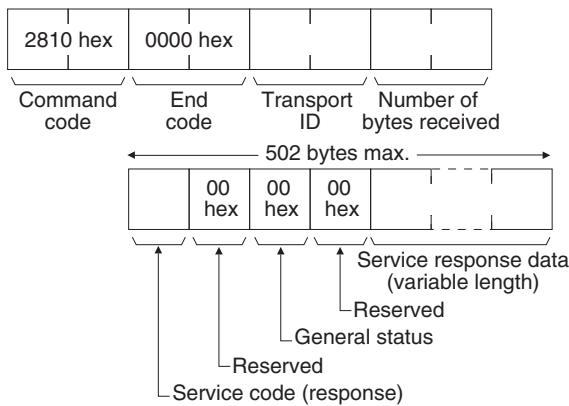 2810 hex 0000 hex
Command code
End code
Transport ID
Number of bytes received
502 bytes max.
00 hex
00 hex
00 hex
Service response data (variable length)
Reserved
General status
Reserved
Service code (response)